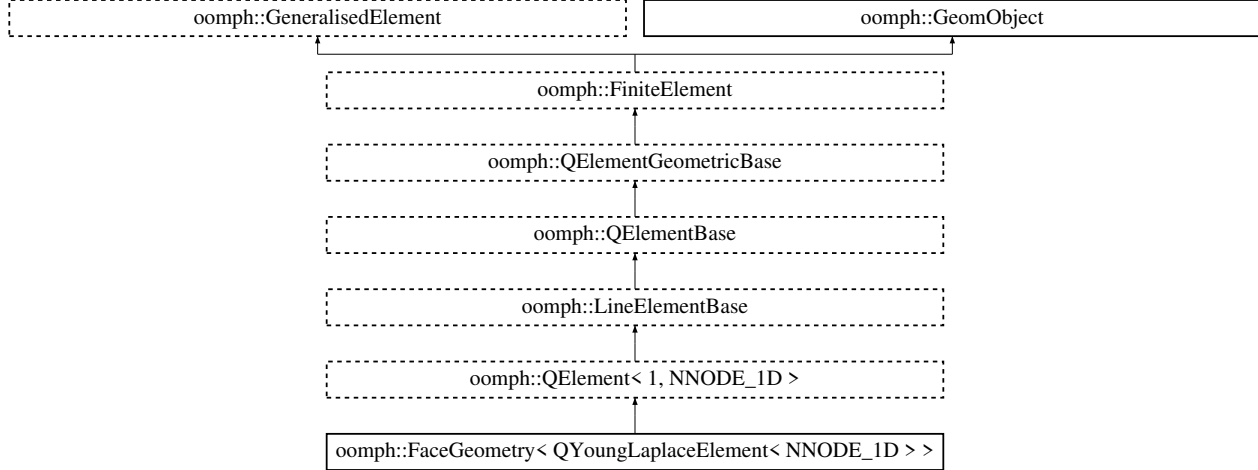 oomph::GeneralisedElement
oomph::GeomObject
oomph::FiniteElement
oomph::QElementGeometricBase
oomph::QElementBase
oomph::LineElementBase
oomph::QElement< 1, NNODE_1D >
oomph::FaceGeometry< QYoungLaplaceElement< NNODE_1D > >